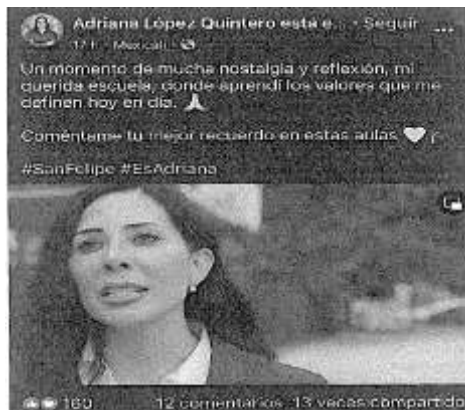 Adriana López Quintero está e... · Seguir ...
17 h · Mexicali ·
Un momento de mucha nostalgia y reflexión, mi
querida escuela, donde aprendí los valores que me
definen hoy en día. 🙏
Coméntame tu mejor recuerdo en estas aulas 🤍
#SanFelipe #EsAdriana
160 12 comentarios 13 veces compartido